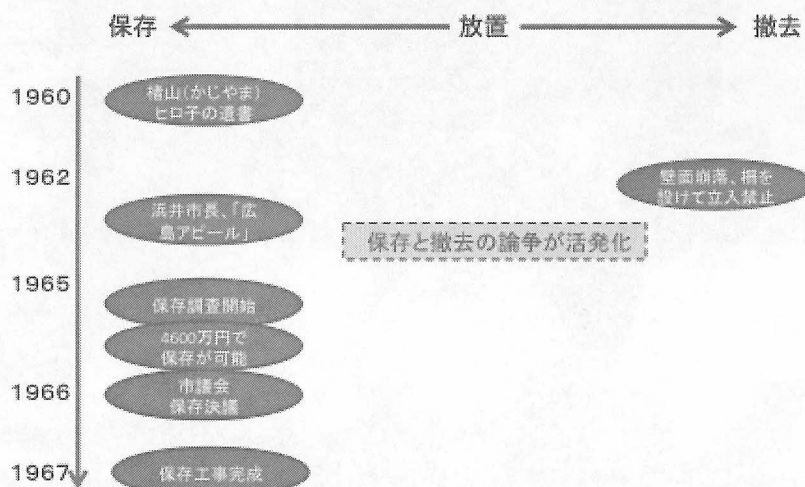 保存 放置 撤去
1960
楮山(かじやま)
ヒロ子の遺書
1962
壁面崩落、柵を
設けて立入禁止
浜井市長、「広
島アピール」
保存と撤去の論争が活発化
1965
保存調査開始
4600万円で
保存が可能
1966
市議会
保存決議
1967
保存工事完成